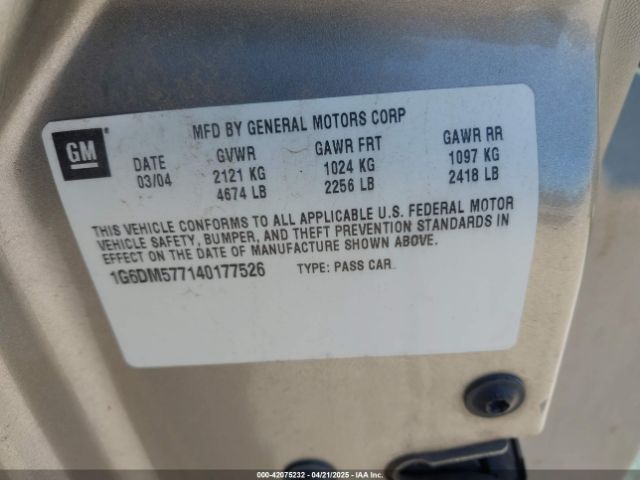 MFD BY GENERAL MOTORS CORP
GM
DATE GVWR GAWR FRT GAWR RR
03/04 2121 KG 1024 KG 1097 KG
4674 LB 2256 LB 2418 LB
THIS VEHICLE CONFORMS TO ALL APPLICABLE U.S. FEDERAL MOTOR
VEHICLE SAFETY, BUMPER, AND THEFT PREVENTION STANDARDS IN
EFFECT ON THE DATE OF MANUFACTURE SHOWN ABOVE.
1G6DM577140177526 TYPE: PASS CAR
000-42075232 - 04/21/2025 - Copyright © 2025 IAA, Inc.